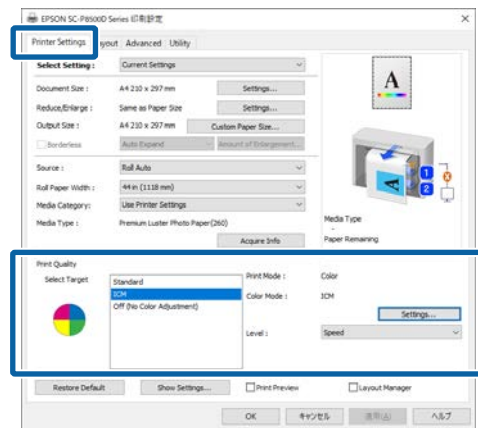 EPSON SC-P8500D Series 印刷設定
Printer Settings yout Advanced Utility
Select Setting : Current Settings
Document Size : A4 210 x 297 mm Settings...
Reduce/Enlarge : Same as Paper Size Settings...
Output Size : A4 210 x 297 mm Custom Paper Size...
Borderless Auto Expand Amount of Enlargement...
Source : Roll Auto
Roll Paper Width : 44 in (1118 mm)
Media Category: Use Printer Settings
Media Type : Premium Luster Photo Paper(260)
Acquire Info
A
1
2
Media Type
-
Paper Remaining
Print Quality
Select Target
Standard
ICM
Off (No Color Adjustment)
Print Mode : Color
Color Mode : ICM
Settings...
Level : Speed
Restore Default Show Settings... Print Preview Layout Manager
OK キャンセル 適用(A) ヘルプ